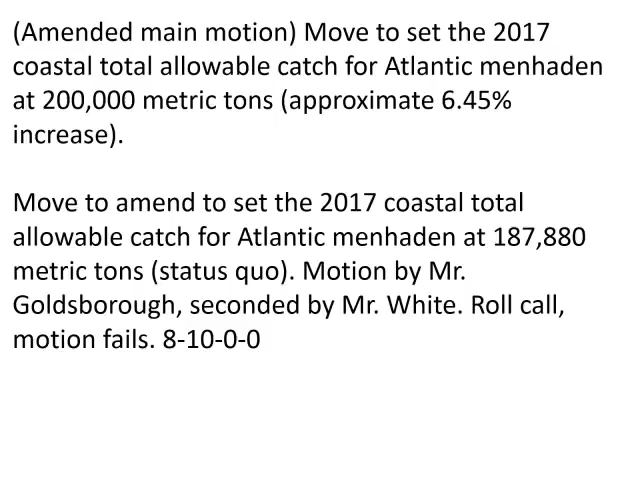 (Amended main motion) Move to set the 2017
coastal total allowable catch for Atlantic menhaden
at 200,000 metric tons (approximate 6.45%
increase).
Move to amend to set the 2017 coastal total
allowable catch for Atlantic menhaden at 187,880
metric tons (status quo). Motion by Mr.
Goldsborough, seconded by Mr. White. Roll call,
motion fails. 8-10-0-0